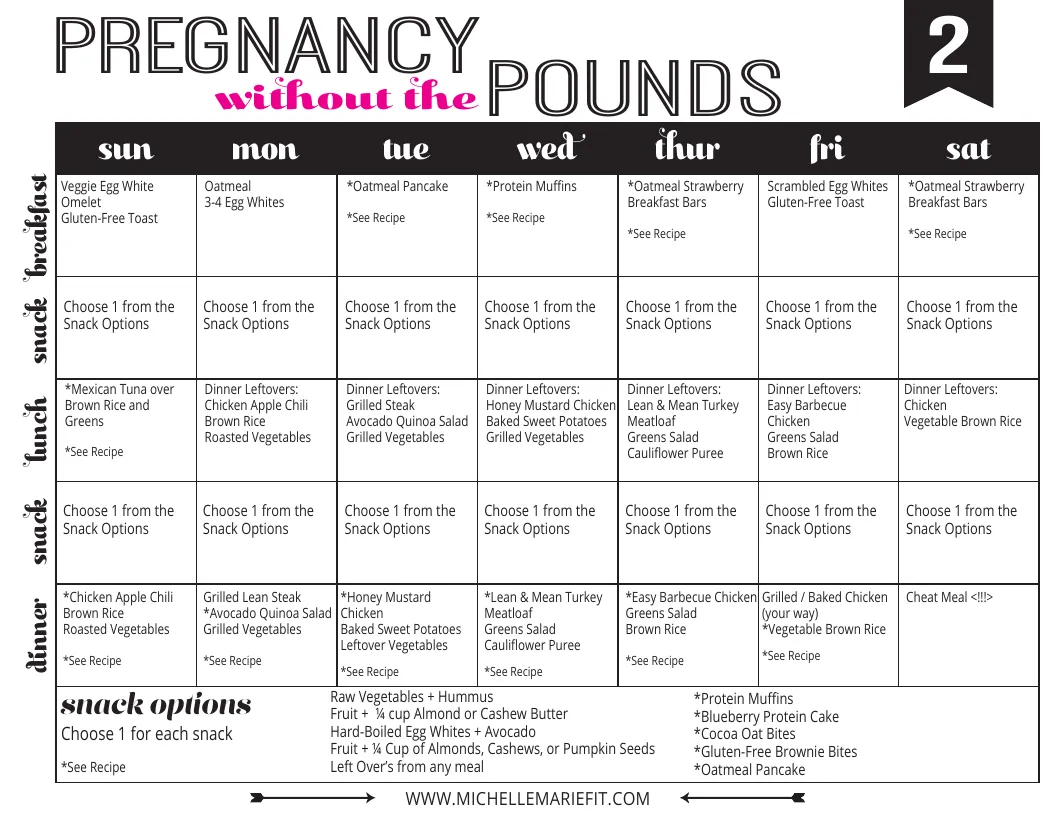 PREGNANCY
without the POUNDS
2
sun mon tue wed thur fri sat
breakfast
Veggie Egg White
Omelet
Gluten-Free Toast
Oatmeal
3-4 Egg Whites
*Oatmeal Pancake
*See Recipe
*Protein Muffins
*See Recipe
*Oatmeal Strawberry
Breakfast Bars
*See Recipe
Scrambled Egg Whites
Gluten-Free Toast
*Oatmeal Strawberry
Breakfast Bars
*See Recipe
snack
Choose 1 from the
Snack Options
Choose 1 from the
Snack Options
Choose 1 from the
Snack Options
Choose 1 from the
Snack Options
Choose 1 from the
Snack Options
Choose 1 from the
Snack Options
Choose 1 from the
Snack Options
lunch
*Mexican Tuna over
Brown Rice and
Greens
*See Recipe
Dinner Leftovers:
Chicken Apple Chili
Brown Rice
Roasted Vegetables
Dinner Leftovers:
Grilled Steak
Avocado Quinoa Salad
Grilled Vegetables
Dinner Leftovers:
Honey Mustard Chicken
Baked Sweet Potatoes
Grilled Vegetables
Dinner Leftovers:
Lean & Mean Turkey
Meatloaf
Greens Salad
Cauliflower Puree
Dinner Leftovers:
Easy Barbecue
Chicken
Greens Salad
Brown Rice
Dinner Leftovers:
Chicken
Vegetable Brown Rice
snack
Choose 1 from the
Snack Options
Choose 1 from the
Snack Options
Choose 1 from the
Snack Options
Choose 1 from the
Snack Options
Choose 1 from the
Snack Options
Choose 1 from the
Snack Options
Choose 1 from the
Snack Options
dinner
*Chicken Apple Chili
Brown Rice
Roasted Vegetables
*See Recipe
Grilled Lean Steak
*Avocado Quinoa Salad
Grilled Vegetables
*See Recipe
*Honey Mustard
Chicken
Baked Sweet Potatoes
Leftover Vegetables
*See Recipe
*Lean & Mean Turkey
Meatloaf
Greens Salad
Cauliflower Puree
*See Recipe
*Easy Barbecue Chicken
Greens Salad
Brown Rice
*See Recipe
Grilled / Baked Chicken
(your way)
*Vegetable Brown Rice
*See Recipe
Cheat Meal <!!!>
snack options
Choose 1 for each snack
*See Recipe
Raw Vegetables + Hummus
Fruit + ¼ cup Almond or Cashew Butter
Hard-Boiled Egg Whites + Avocado
Fruit + ¼ Cup of Almonds, Cashews, or Pumpkin Seeds
Left Over's from any meal
*Protein Muffins
*Blueberry Protein Cake
*Cocoa Oat Bites
*Gluten-Free Brownie Bites
*Oatmeal Pancake
WWW.MICHELLEMARIEFIT.COM